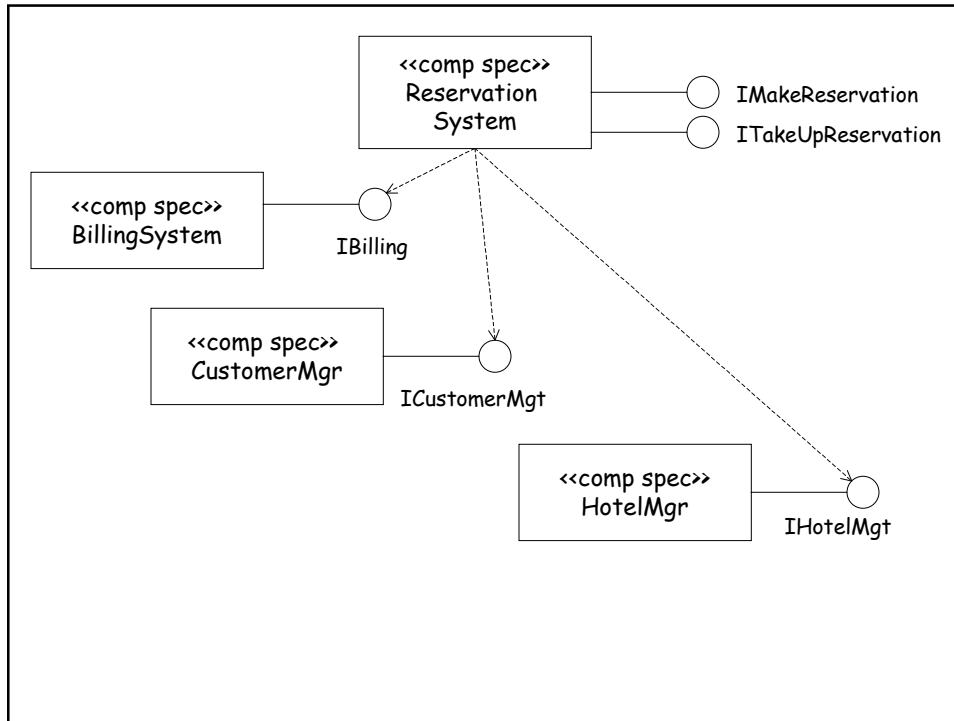 <<comp spec>>
Reservation
System
IMakeReservation
ITakeUpReservation
<<comp spec>>
BillingSystem
IBilling
<<comp spec>>
CustomerMgr
ICustomerMgt
<<comp spec>>
HotelMgr
IHotelMgt